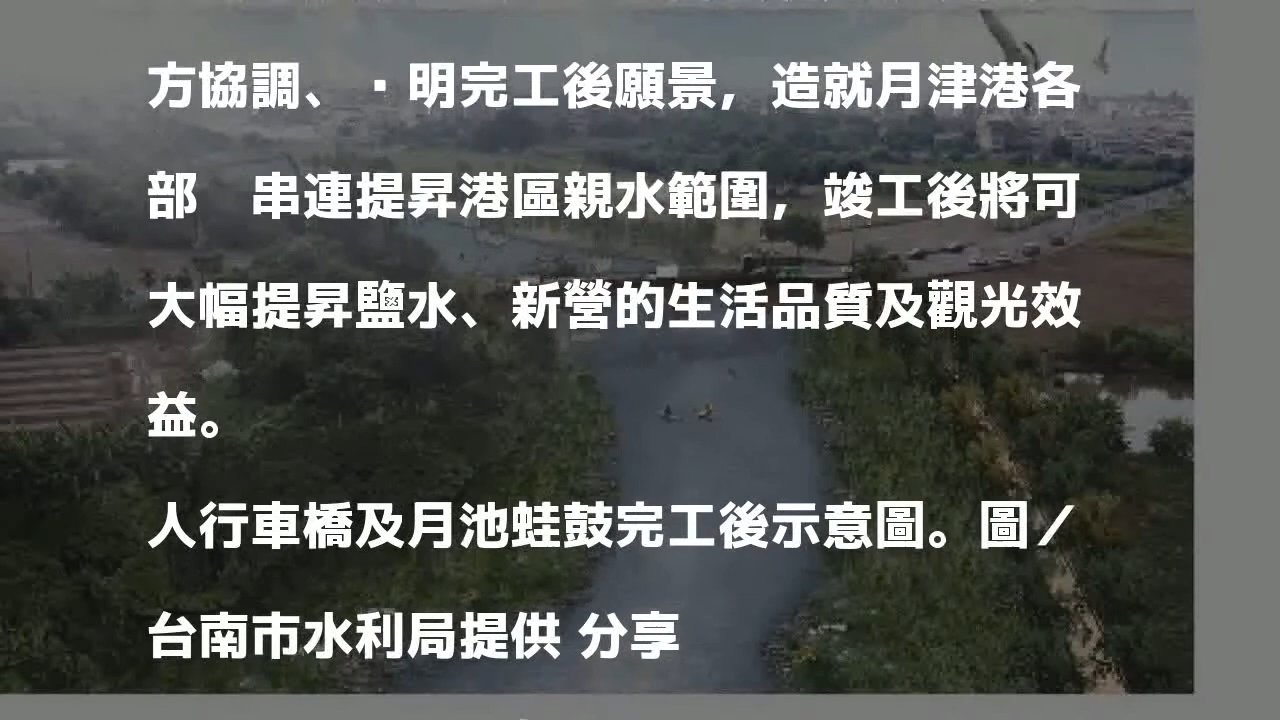 方協調、・明完工後願景，造就月津港各
部　串連提昇港區親水範圍，竣工後將可
大幅提昇鹽水、新營的生活品質及觀光效
益。
人行車橋及月池蛙鼓完工後示意圖。圖／
台南市水利局提供 分享